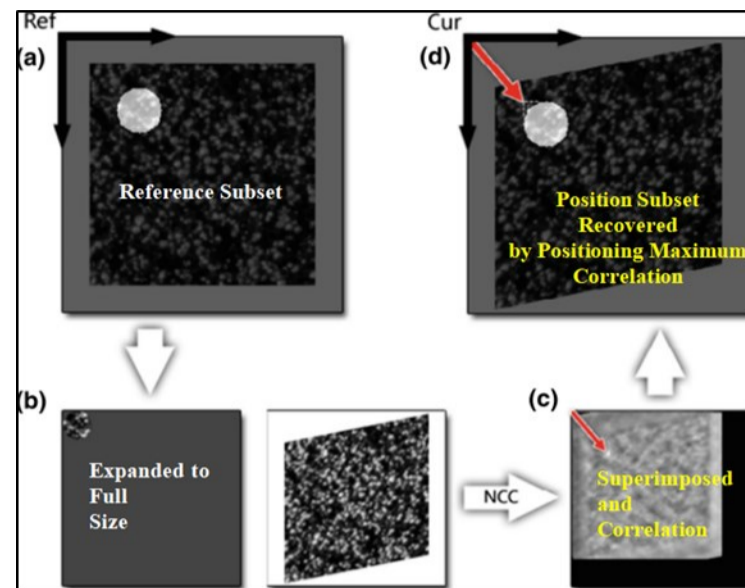 Ref
(a)
Reference Subset
Cur
(d)
Position Subset
Recovered
by Positioning Maximum
Correlation
(b)
Expanded to
Full
Size
NCC
(c)
Superimposed
and
Correlation